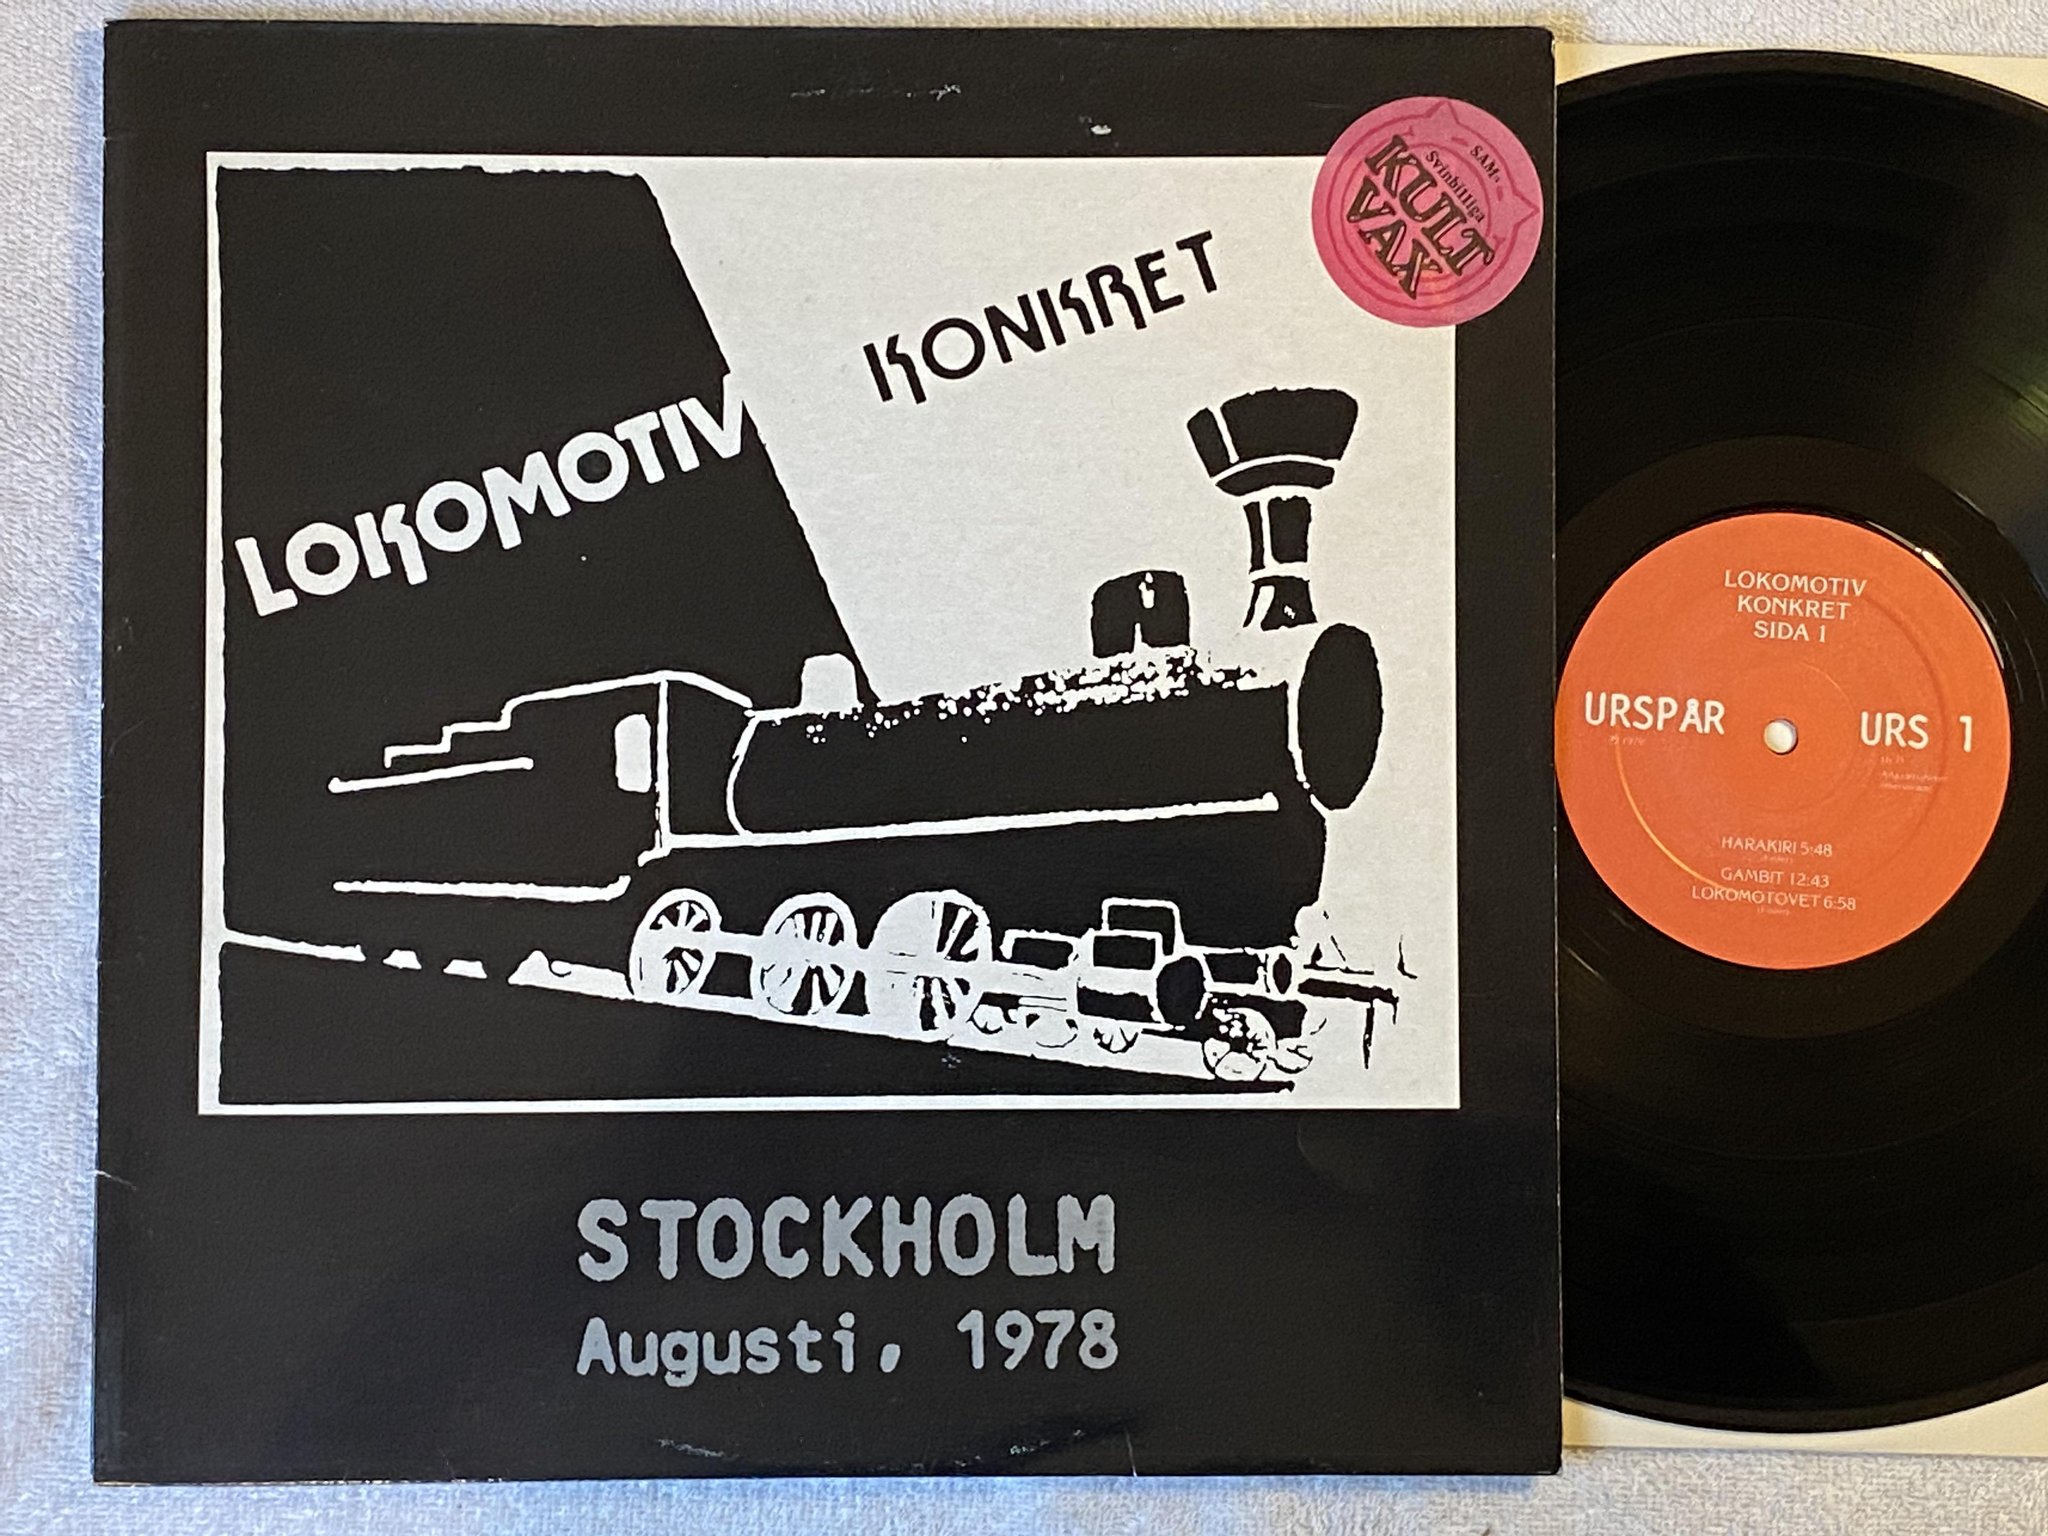 LOKOMOTIV
KONKRET
SAM:s
Svinbilliga
KULT
VAX
STOCKHOLM
Augusti, 1978
LOKOMOTIV
KONKRET
SIDA 1
URSPÅR
URS 1
HARAKIRI 5:48
GAMBIT 12:43
LOKOMOTOVET 6:58